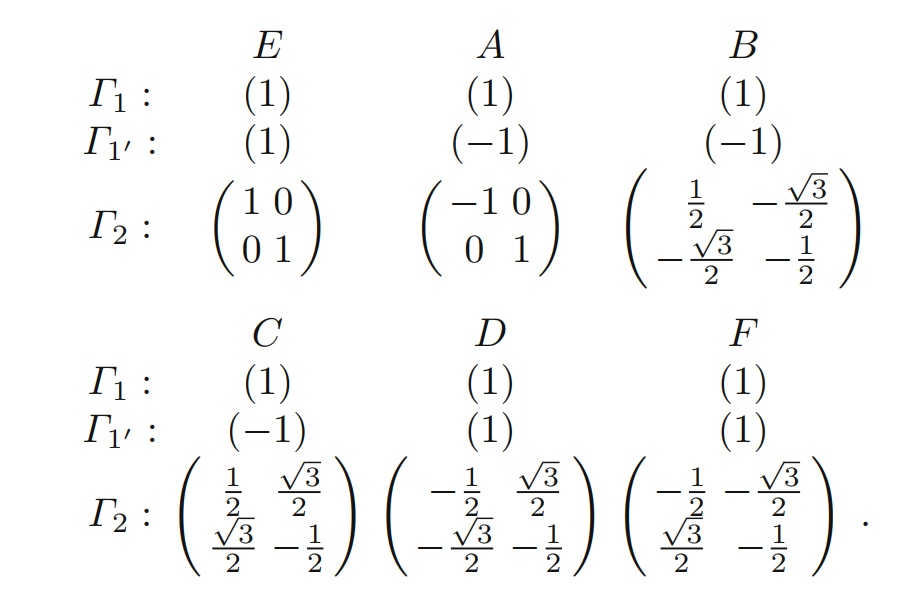 E A B
Γ₁ : (1) (1) (1)
Γ₁′ : (1) (−1) (−1)
Γ₂ : ( 1 0 ; 0 1 ) ( −1 0 ; 0 1 ) ( 1/2 −√3/2 ; −√3/2 −1/2 )
C D F
Γ₁ : (1) (1) (1)
Γ₁′ : (−1) (1) (1)
Γ₂ : ( 1/2 √3/2 ; √3/2 −1/2 ) ( −1/2 √3/2 ; −√3/2 −1/2 ) ( −1/2 −√3/2 ; √3/2 −1/2 ) .